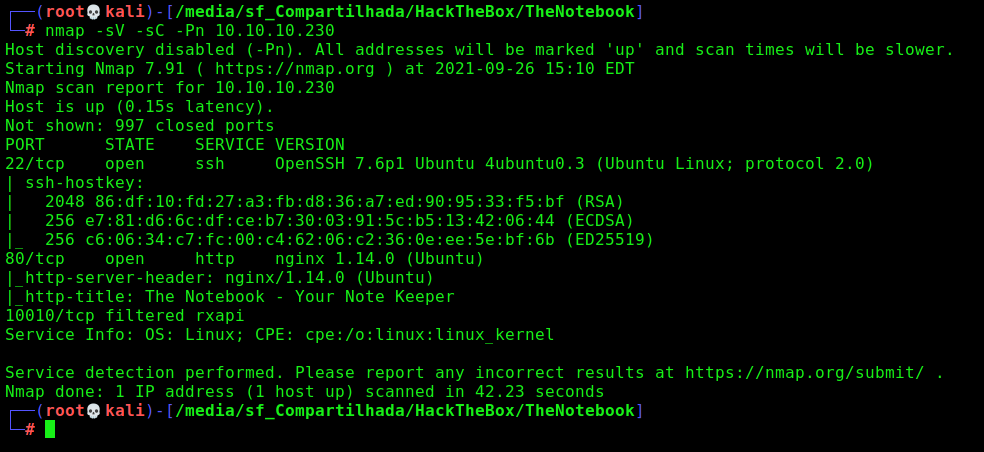 ┌──(root💀kali)-[/media/sf_Compartilhada/HackTheBox/TheNotebook]
└─# nmap -sV -sC -Pn 10.10.10.230
Host discovery disabled (-Pn). All addresses will be marked 'up' and scan times will be slower.
Starting Nmap 7.91 ( https://nmap.org ) at 2021-09-26 15:10 EDT
Nmap scan report for 10.10.10.230
Host is up (0.15s latency).
Not shown: 997 closed ports
PORT      STATE    SERVICE VERSION
22/tcp    open     ssh     OpenSSH 7.6p1 Ubuntu 4ubuntu0.3 (Ubuntu Linux; protocol 2.0)
| ssh-hostkey:
|   2048 86:df:10:fd:27:a3:fb:d8:36:a7:ed:90:95:33:f5:bf (RSA)
|   256 e7:81:d6:6c:df:ce:b7:30:03:91:5c:b5:13:42:06:44 (ECDSA)
|_  256 c6:06:34:c7:fc:00:c4:62:06:c2:36:0e:ee:5e:bf:6b (ED25519)
80/tcp    open     http    nginx 1.14.0 (Ubuntu)
|_http-server-header: nginx/1.14.0 (Ubuntu)
|_http-title: The Notebook - Your Note Keeper
10010/tcp filtered rxapi
Service Info: OS: Linux; CPE: cpe:/o:linux:linux_kernel

Service detection performed. Please report any incorrect results at https://nmap.org/submit/ .
Nmap done: 1 IP address (1 host up) scanned in 42.23 seconds
┌──(root💀kali)-[/media/sf_Compartilhada/HackTheBox/TheNotebook]
└─#